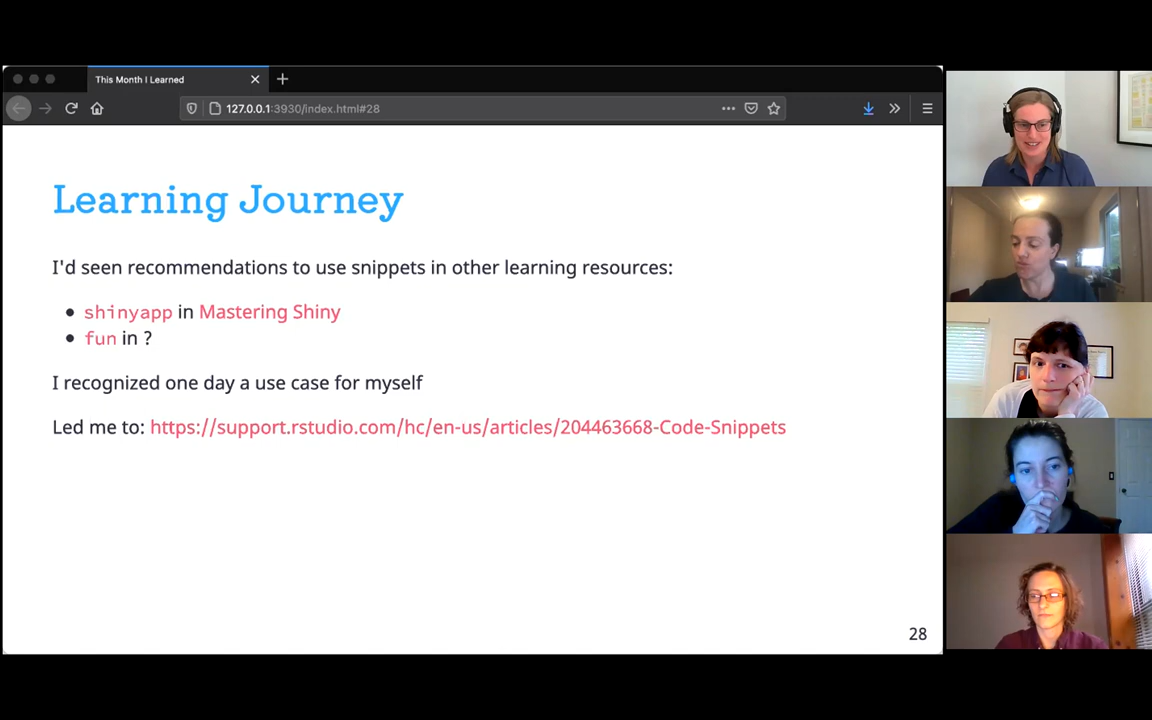 This Month I Learned
127.0.0.1:3930/index.html#28
Learning Journey
I'd seen recommendations to use snippets in other learning resources:
shinyapp in Mastering Shiny
fun in ?
I recognized one day a use case for myself
Led me to: https://support.rstudio.com/hc/en-us/articles/204463668-Code-Snippets
28